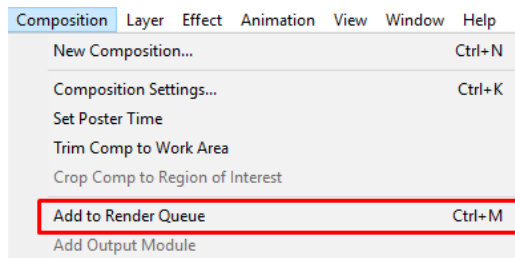 Composition Layer Effect Animation View Window Help
New Composition... Ctrl+N
Composition Settings... Ctrl+K
Set Poster Time
Trim Comp to Work Area
Crop Comp to Region of Interest
Add to Render Queue Ctrl+M
Add Output Module